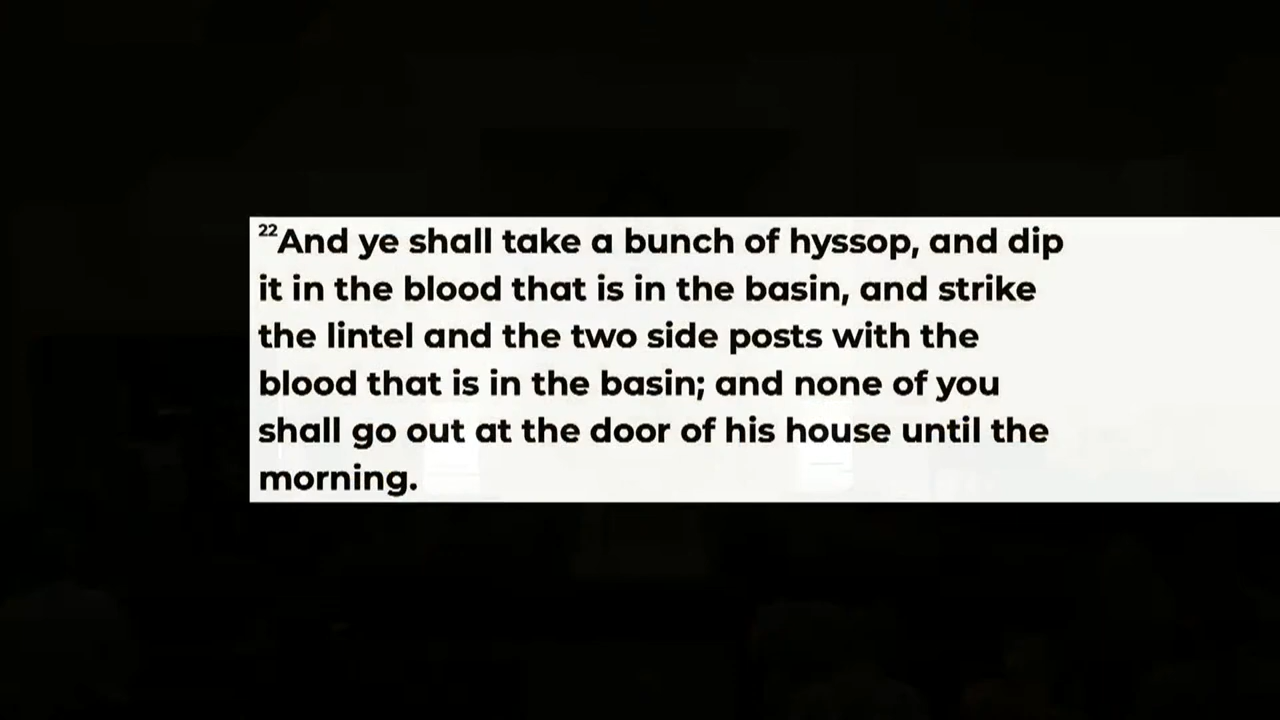 22And ye shall take a bunch of hyssop, and dip
it in the blood that is in the basin, and strike
the lintel and the two side posts with the
blood that is in the basin; and none of you
shall go out at the door of his house until the
morning.